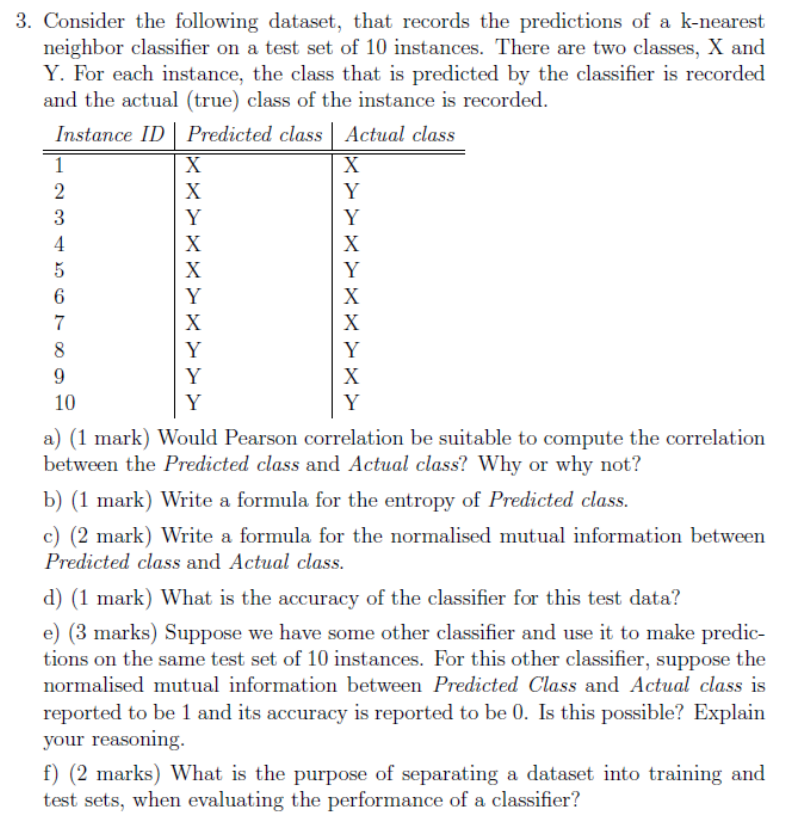 3. Consider the following dataset, that records the predictions of a k-nearest
neighbor classifier on a test set of 10 instances. There are two classes, X and
Y. For each instance, the class that is predicted by the classifier is recorded
and the actual (true) class of the instance is recorded.
Instance ID Predicted class Actual class
1 X X
2 X Y
3 Y Y
4 X X
5 X Y
6 Y X
7 X X
8 Y Y
9 Y X
10 Y Y
a) (1 mark) Would Pearson correlation be suitable to compute the correlation
between the Predicted class and Actual class? Why or why not?
b) (1 mark) Write a formula for the entropy of Predicted class.
c) (2 mark) Write a formula for the normalised mutual information between
Predicted class and Actual class.
d) (1 mark) What is the accuracy of the classifier for this test data?
e) (3 marks) Suppose we have some other classifier and use it to make predic-
tions on the same test set of 10 instances. For this other classifier, suppose the
normalised mutual information between Predicted Class and Actual class is
reported to be 1 and its accuracy is reported to be 0. Is this possible? Explain
your reasoning.
f) (2 marks) What is the purpose of separating a dataset into training and
test sets, when evaluating the performance of a classifier?